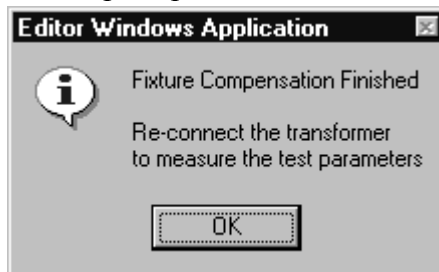 Editor Windows Application
Fixture Compensation Finished
Re-connect the transformer
to measure the test parameters
OK